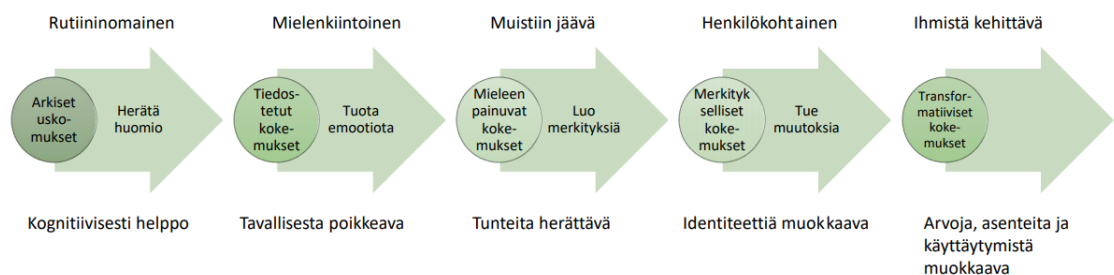 Rutiininomainen
Mielenkiintoinen
Muistiin jäävä
Henkilökohtainen
Ihmistä kehittävä
Arkiset
usko-
mukset
Herätä
huomio
Tiedos-
tetut
koke-
mukset
Tuota
emootiota
Mieleen
painuvat
koke-
mukset
Luo
merkityksiä
Merkityk
selliset
koke-
mukset
Tue
muutoksia
Transfor-
matiiviset
koke-
mukset
Kognitiivisesti helppo
Tavallisesta poikkeava
Tunteita herättävä
Identiteettiä muokkaava
Arvoja, asenteita ja
käyttäytymistä
muokkaava